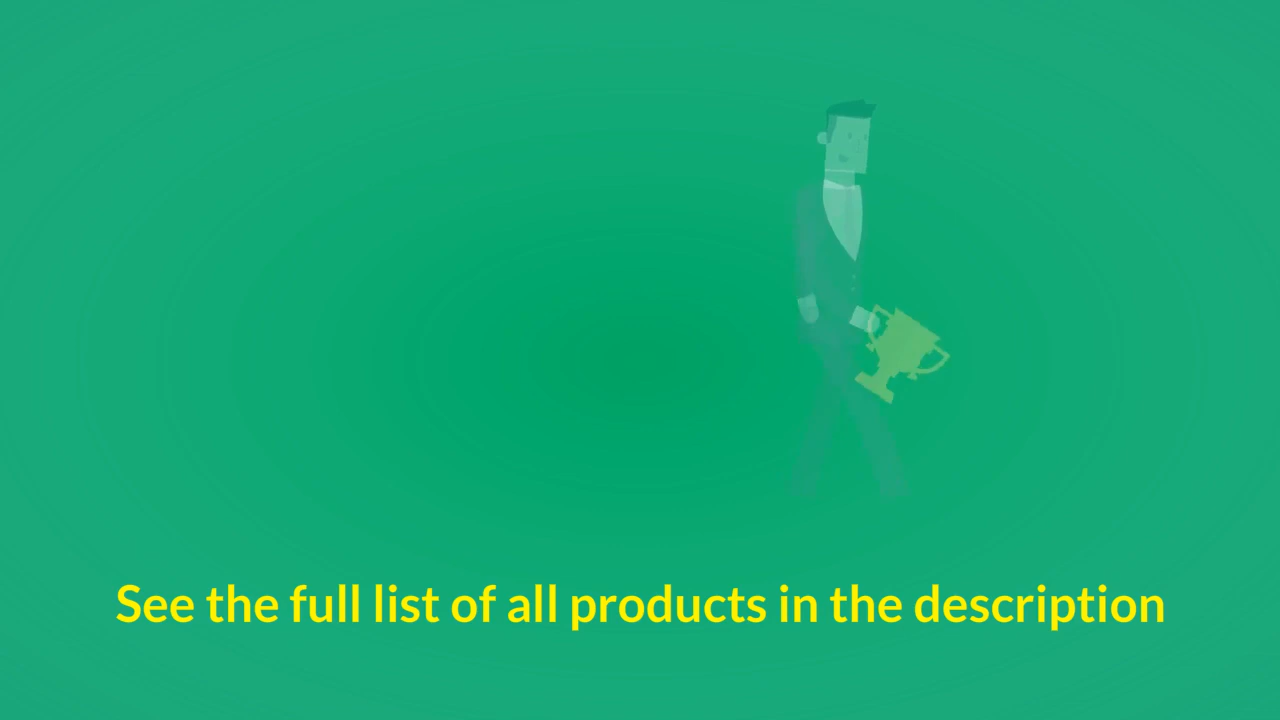 See the full list of all products in the description